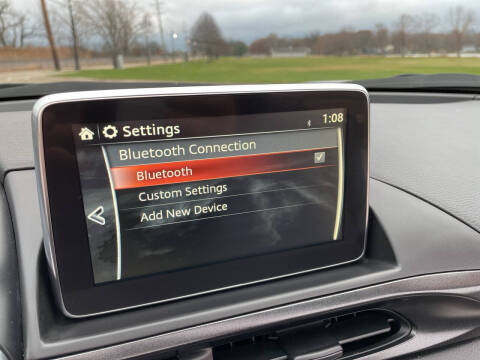 Settings 1:08
Bluetooth Connection
Bluetooth
Custom Settings
Add New Device